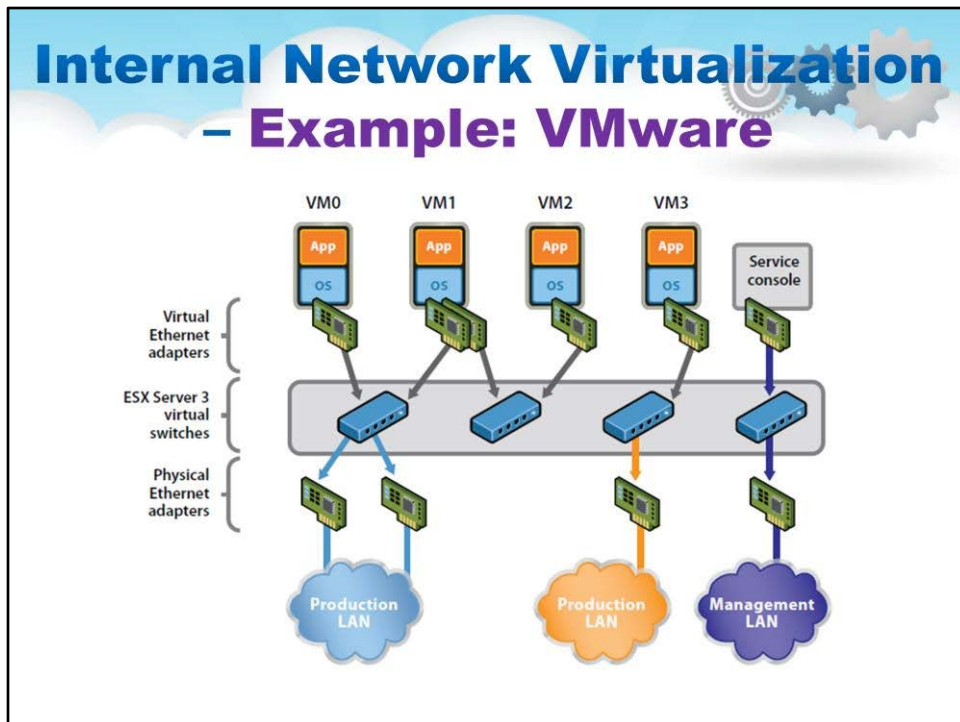 Internal Network Virtualization
– Example: VMware
VM0
VM1
VM2
VM3
App
App
App
App
OS
OS
OS
OS
Service
console
Virtual
Ethernet
adapters
ESX Server 3
virtual
switches
Physical
Ethernet
adapters
Production
LAN
Production
LAN
Management
LAN